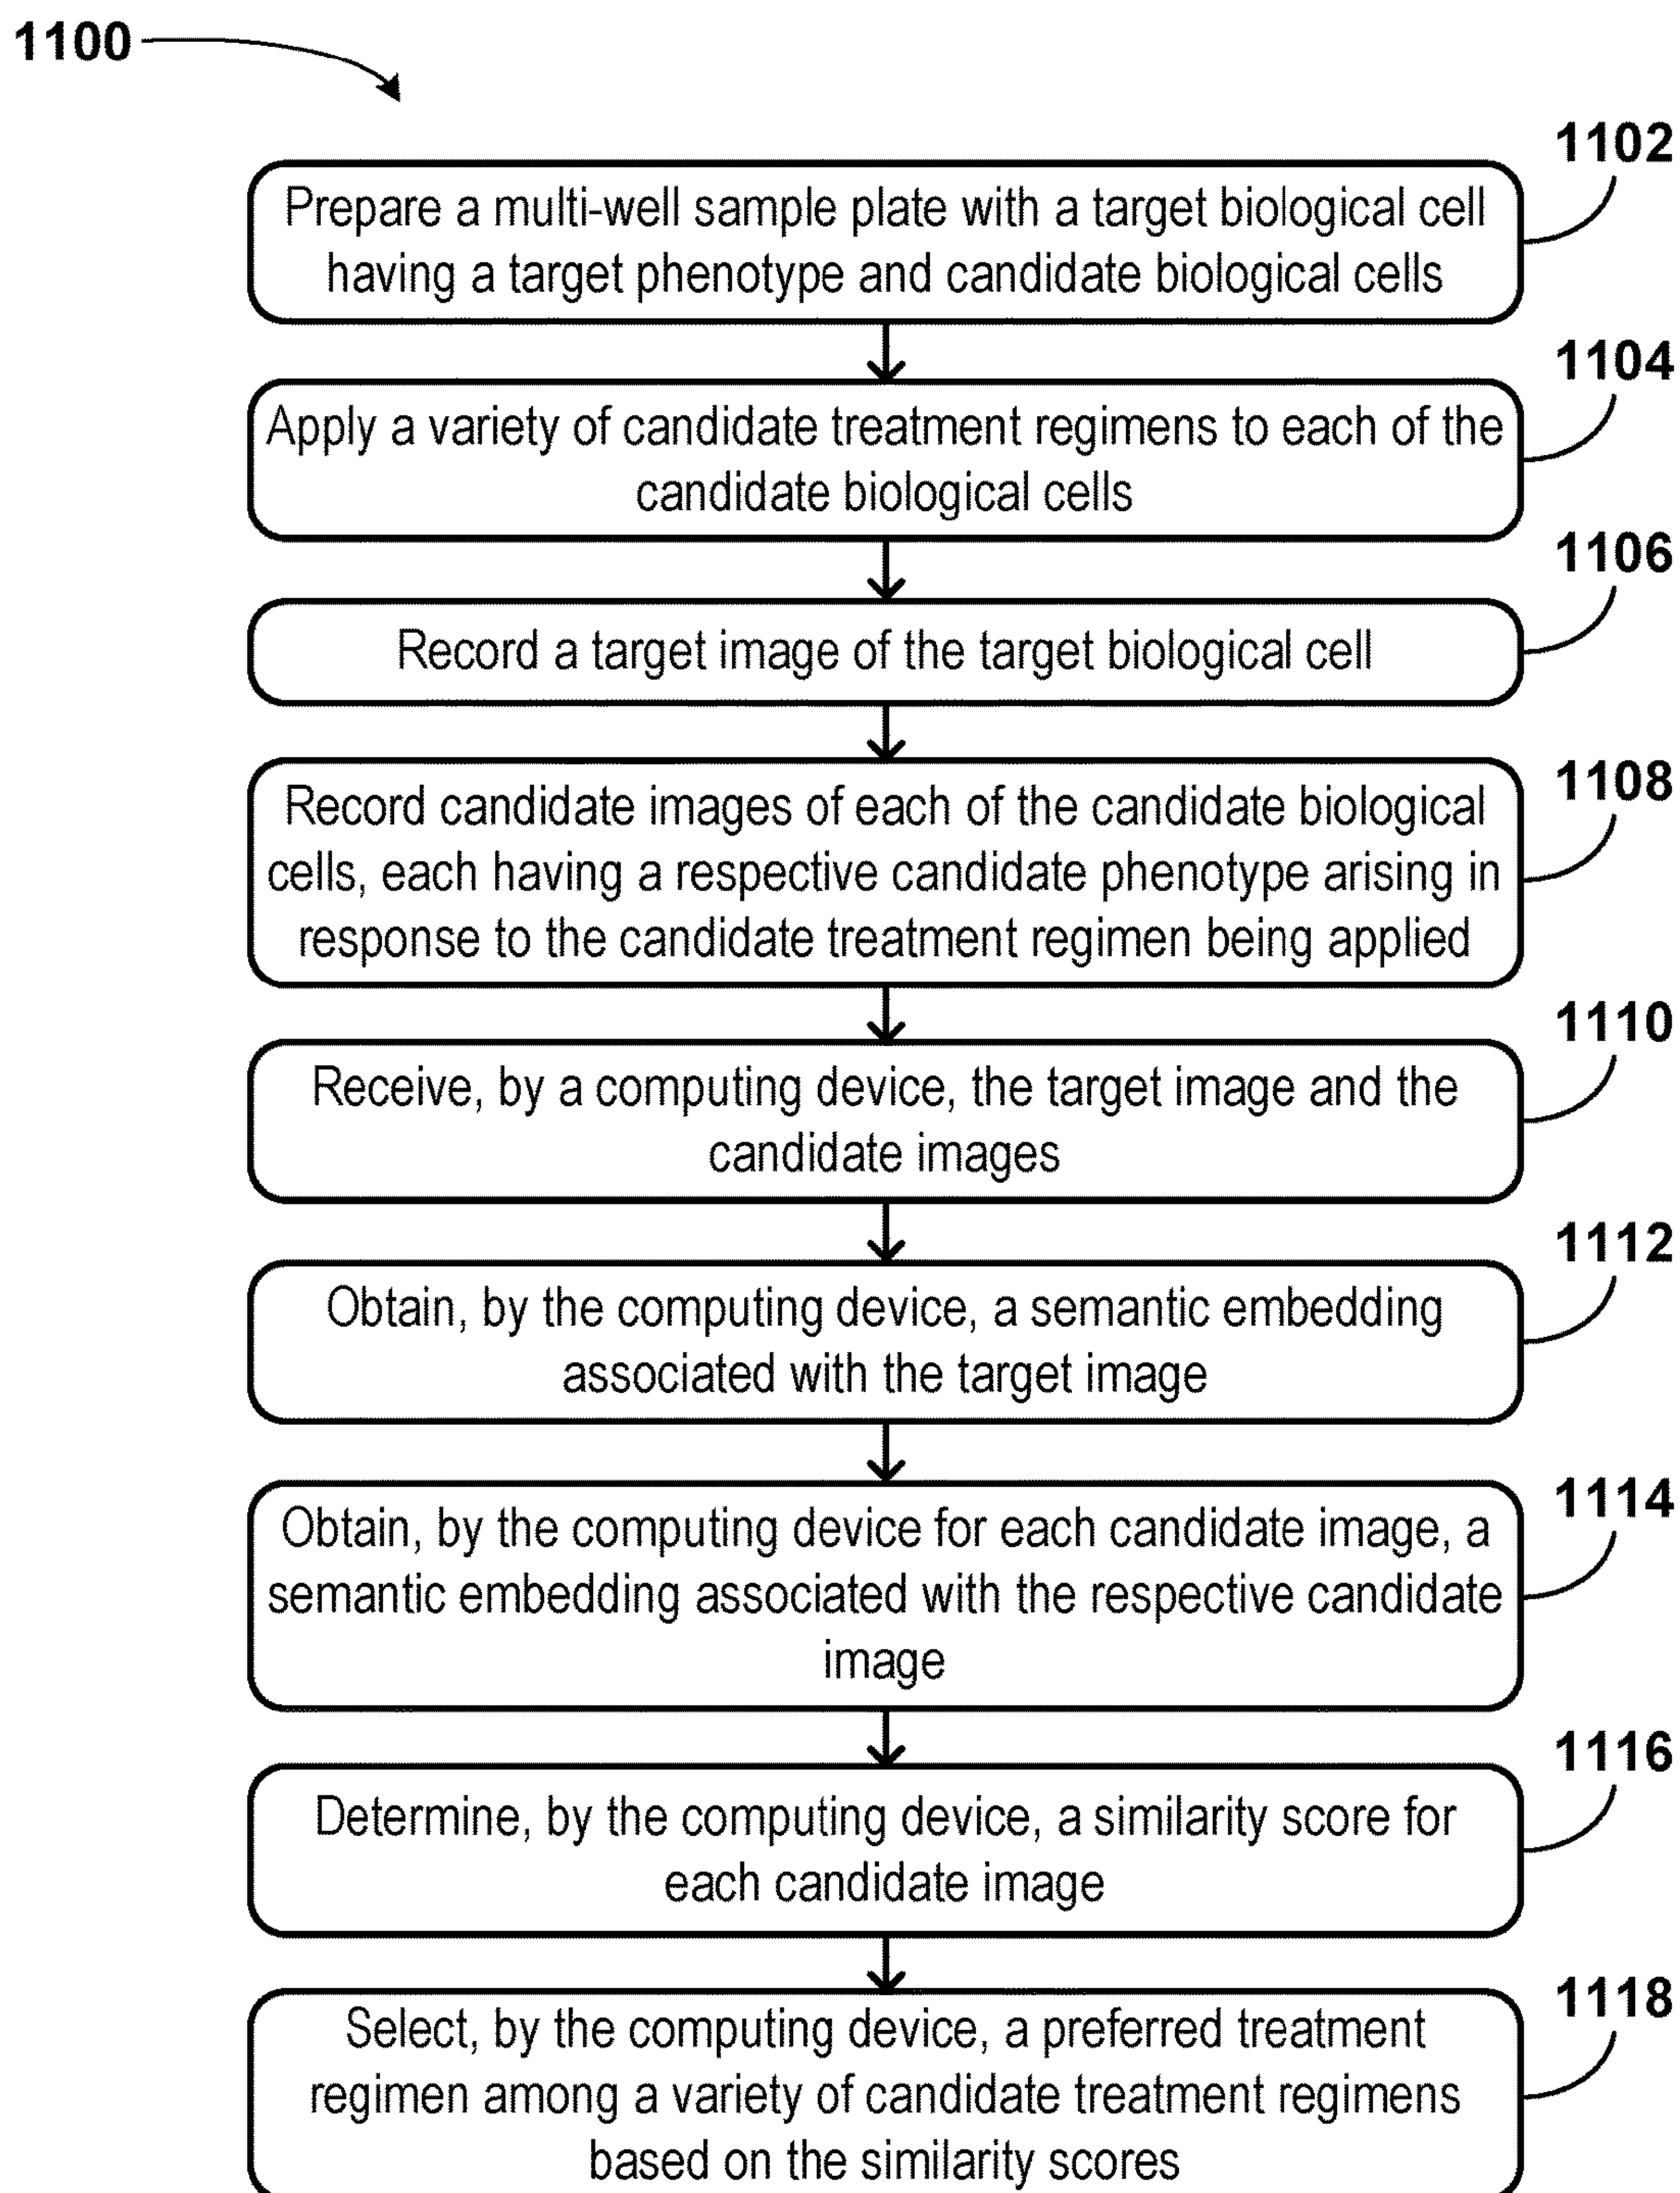 1100
1102
Prepare a multi-well sample plate with a target biological cell
having a target phenotype and candidate biological cells
1104
Apply a variety of candidate treatment regimens to each of the
candidate biological cells
1106
Record a target image of the target biological cell
1108
Record candidate images of each of the candidate biological
cells, each having a respective candidate phenotype arising in
response to the candidate treatment regimen being applied
1110
Receive, by a computing device, the target image and the
candidate images
1112
Obtain, by the computing device, a semantic embedding
associated with the target image
1114
Obtain, by the computing device for each candidate image, a
semantic embedding associated with the respective candidate
image
1116
Determine, by the computing device, a similarity score for
each candidate image
1118
Select, by the computing device, a preferred treatment
regimen among a variety of candidate treatment regimens
based on the similarity scores